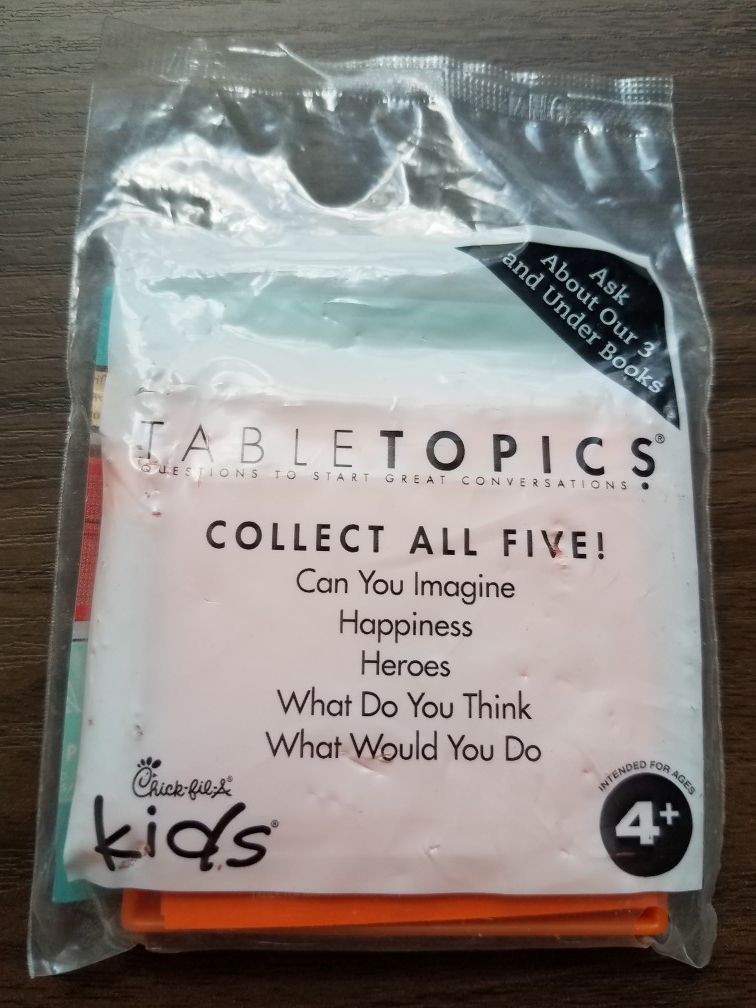 Ask
About Our 3
and Under Books
TABLETOPICS®
QUESTIONS TO START GREAT CONVERSATIONS
COLLECT ALL FIVE!
Can You Imagine
Happiness
Heroes
What Do You Think
What Would You Do
Chick-fil-A®
kids®
INTENDED FOR AGES
4+